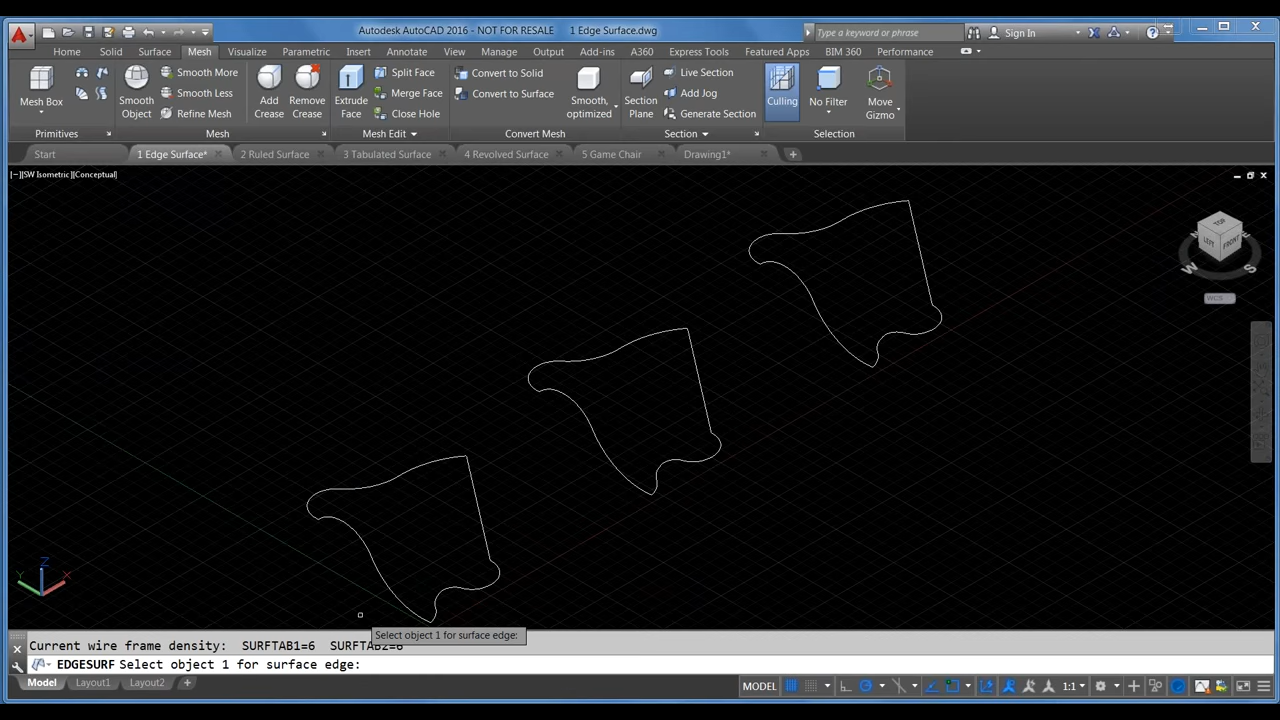 Autodesk AutoCAD 2016 - NOT FOR RESALE 1 Edge Surface.dwg
Type a keyword or phrase
Sign In
Home Solid Surface Mesh Visualize Parametric Insert Annotate View Manage Output Add-ins A360 Express Tools Featured Apps BIM 360 Performance
Mesh Box
Smooth Object
Smooth More
Smooth Less
Refine Mesh
Add Crease
Remove Crease
Extrude Face
Split Face
Merge Face
Close Hole
Convert to Solid
Convert to Surface
Smooth, optimized
Section Plane
Live Section
Add Jog
Generate Section
Culling
No Filter
Move Gizmo
Primitives Mesh Mesh Edit Convert Mesh Section Selection
Start 1 Edge Surface* 2 Ruled Surface 3 Tabulated Surface 4 Revolved Surface 5 Game Chair Drawing1*
[−][SW Isometric][Conceptual]
TOP
LEFT FRONT
W S
WCS
Z
Y X
Select object 1 for surface edge:
Current wire frame density: SURFTAB1=6 SURFTAB2=6
EDGESURF Select object 1 for surface edge:
Model Layout1 Layout2
MODEL 1:1